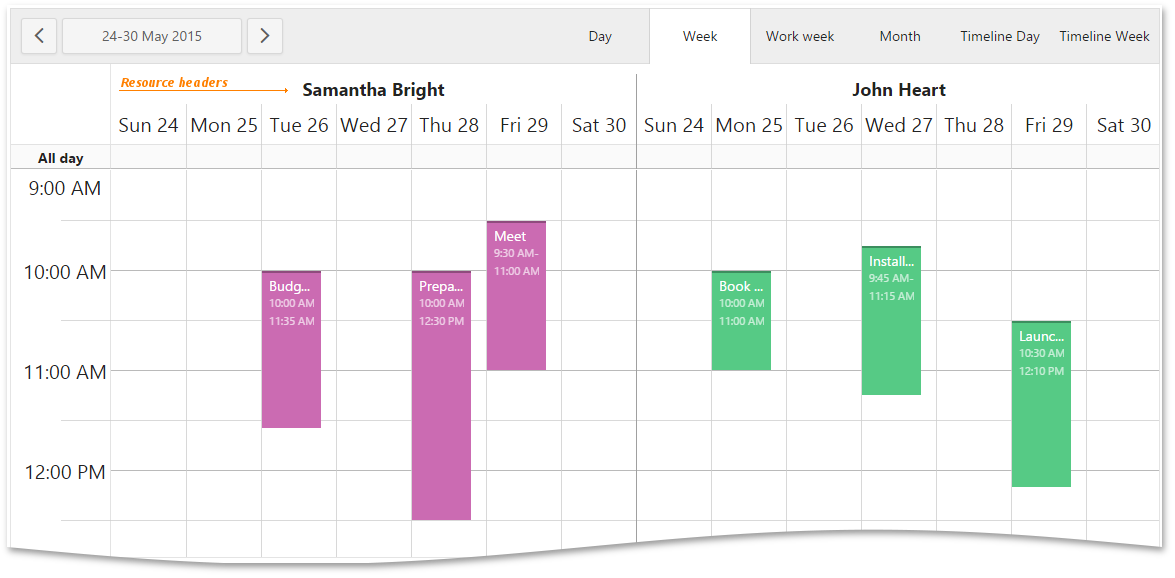 24-30 May 2015 Day Week Work week Month Timeline Day Timeline Week
Resource headers Samantha Bright John Heart
Sun 24 Mon 25 Tue 26 Wed 27 Thu 28 Fri 29 Sat 30 Sun 24 Mon 25 Tue 26 Wed 27 Thu 28 Fri 29 Sat 30
All day
9:00 AM
Meet
9:30 AM-
11:00 AM
Install...
9:45 AM-
11:15 AM
10:00 AM
Budg...
10:00 AM
11:35 AM
Prepa...
10:00 AM
12:30 PM
Book ...
10:00 AM
11:00 AM
Launc...
10:30 AM
12:10 PM
11:00 AM
12:00 PM